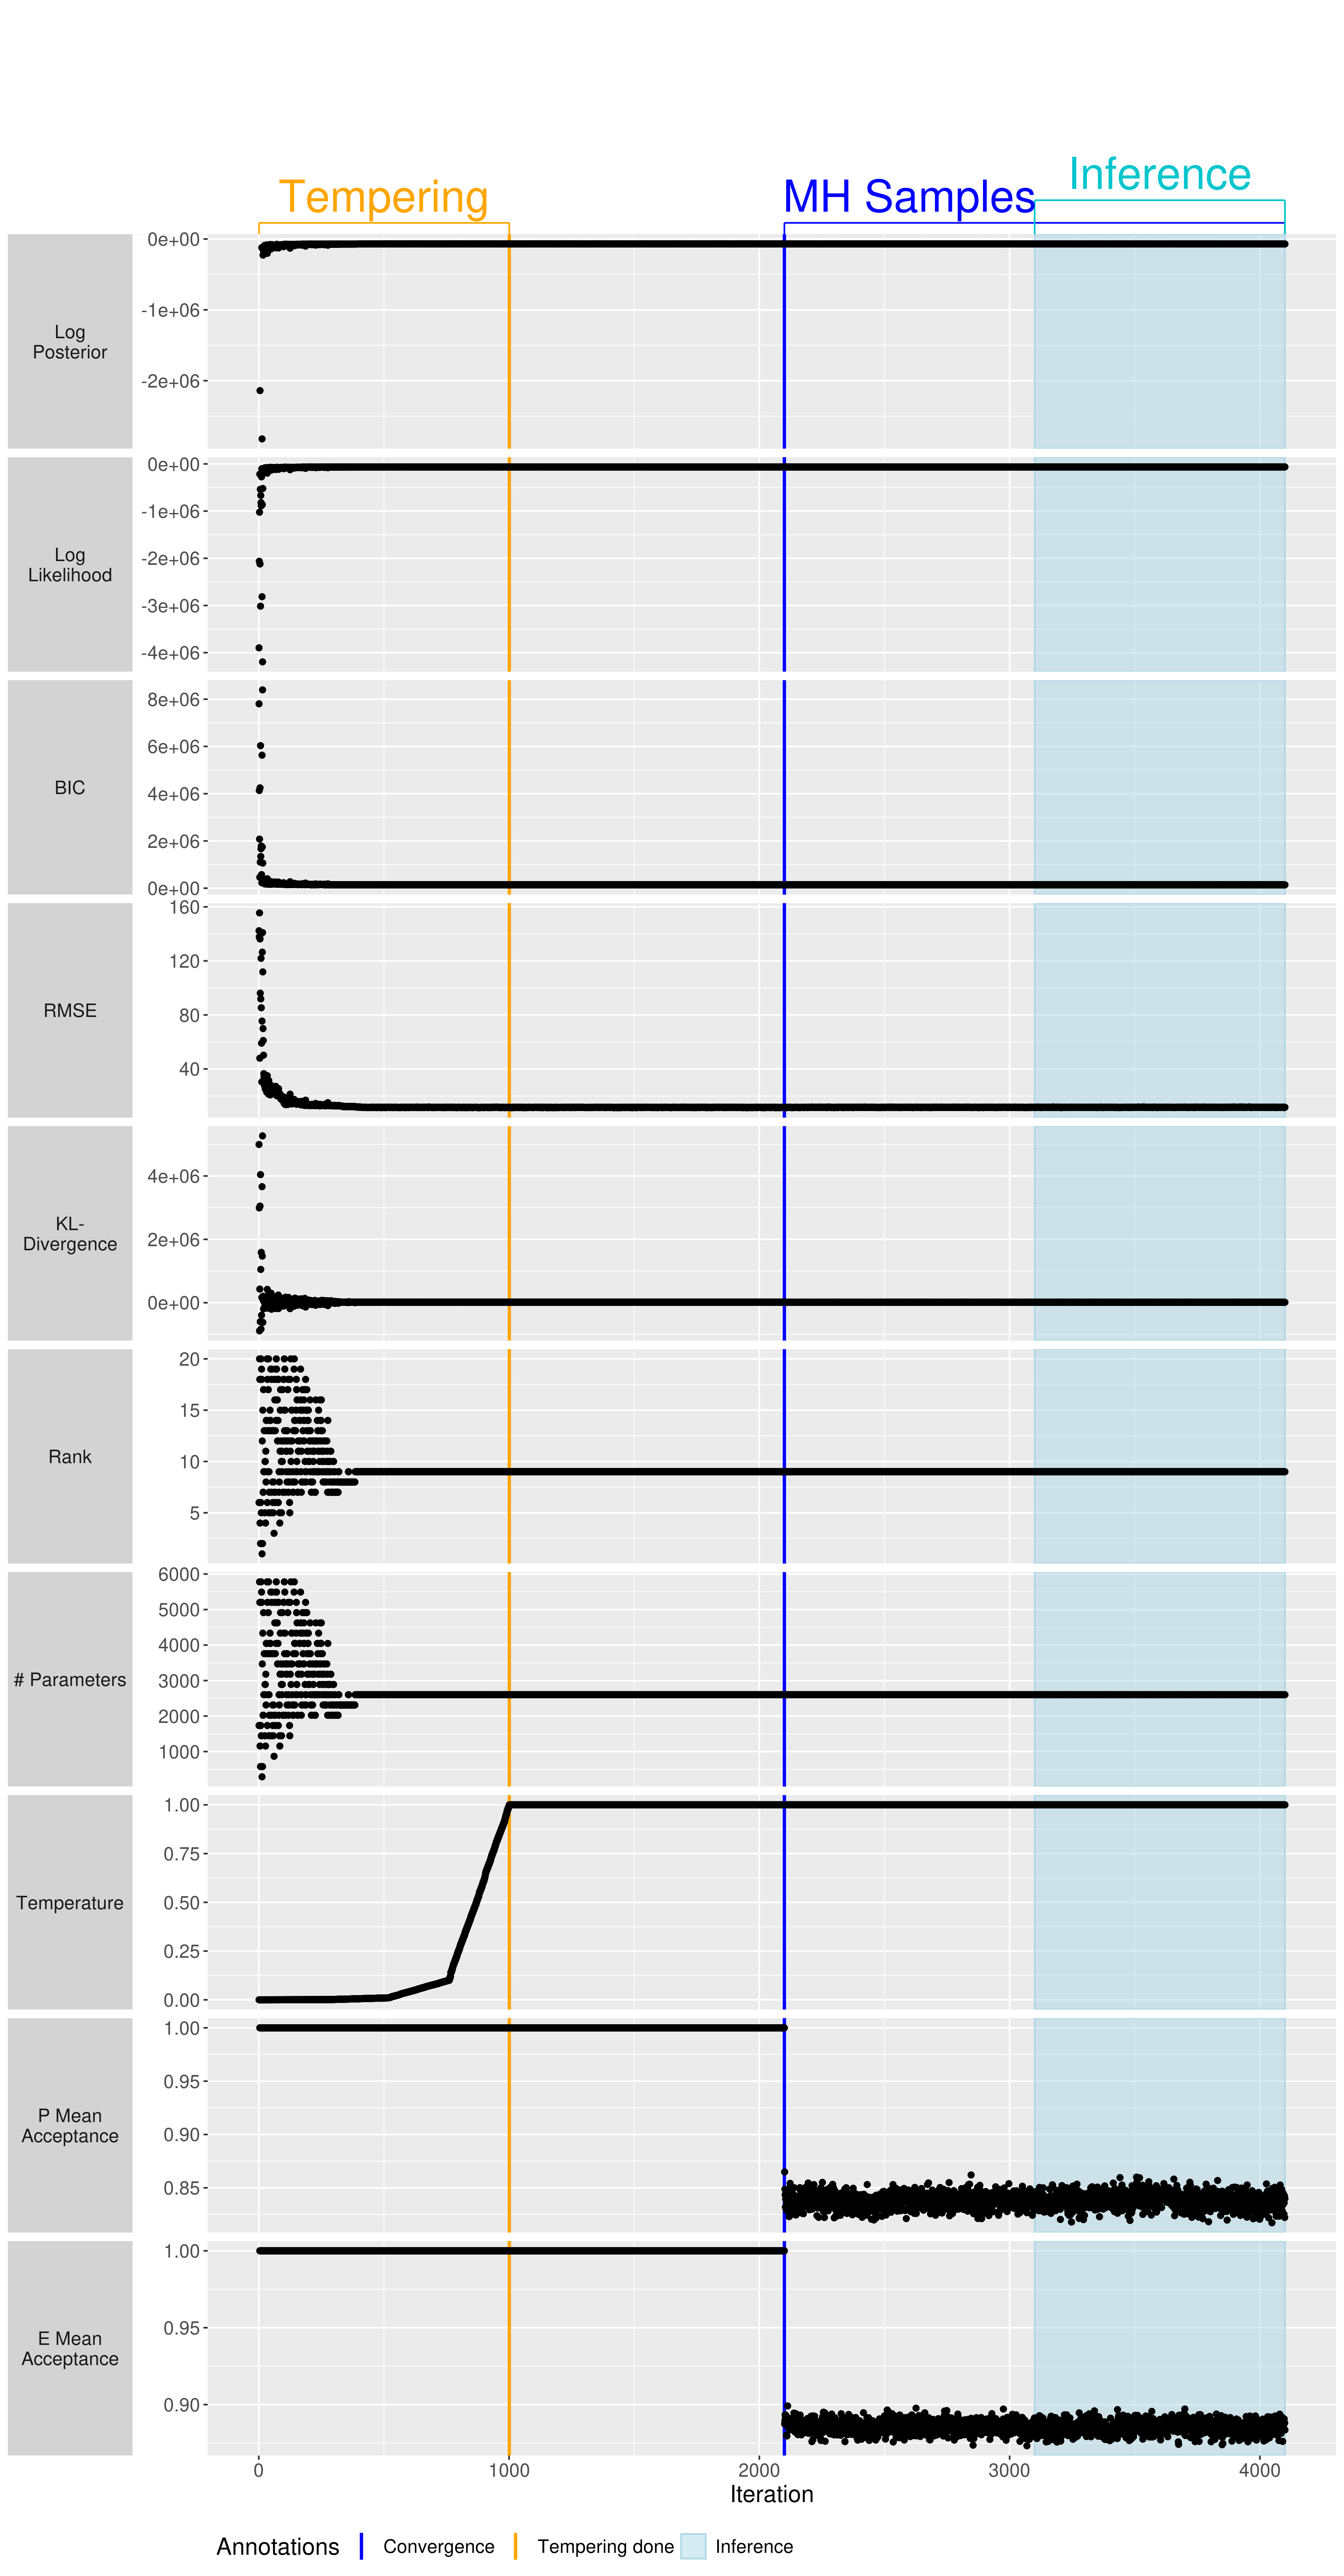 Inference
Tempering
MH Samples
Log
Posterior
0e+00
-1e+06
-2e+06
Log
Likelihood
0e+00
-1e+06
-2e+06
-3e+06
-4e+06
BIC
8e+06
6e+06
4e+06
2e+06
0e+00
RMSE
160
120
80
40
KL-
Divergence
4e+06
2e+06
0e+00
Rank
20
15
10
5
# Parameters
6000
5000
4000
3000
2000
1000
Temperature
1.00
0.75
0.50
0.25
0.00
P Mean
Acceptance
1.00
0.95
0.90
0.85
E Mean
Acceptance
1.00
0.95
0.90
0 1000 2000 3000 4000
Iteration
Annotations Convergence Tempering done Inference